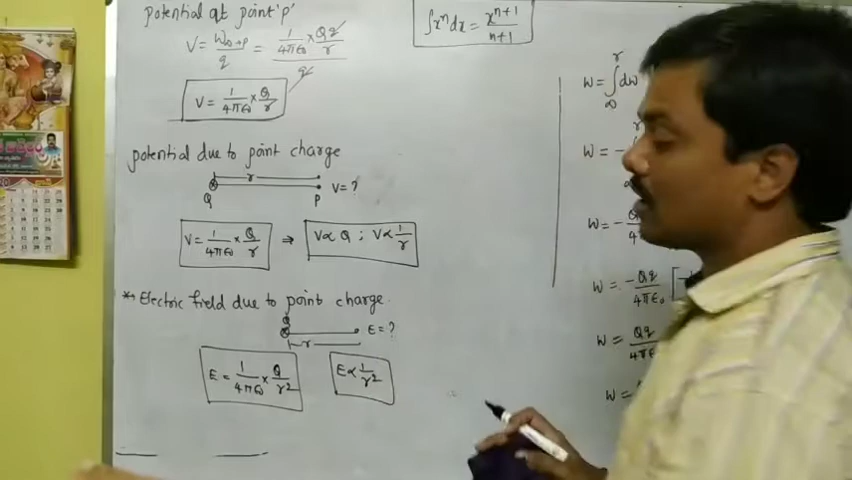 potential at point 'p'
V = W∞→p / q = (1/4πε₀ × Qq/r) / q
V = 1/4πε₀ × Q/r
potential due to point charge
r
Q P V = ?
V = 1/4πε₀ × Q/r ⇒ V ∝ Q ; V ∝ 1/r
*→ Electric field due to point charge.
Q
E = ?
r
E = 1/4πε₀ × Q/r²
E ∝ 1/r²
∫xⁿdx = xⁿ⁺¹/n+1
W = ∫ dw
r
∞
W = -
W = -
W = -Qq/4πε₀ [
W = Qq/4πε₀
W =